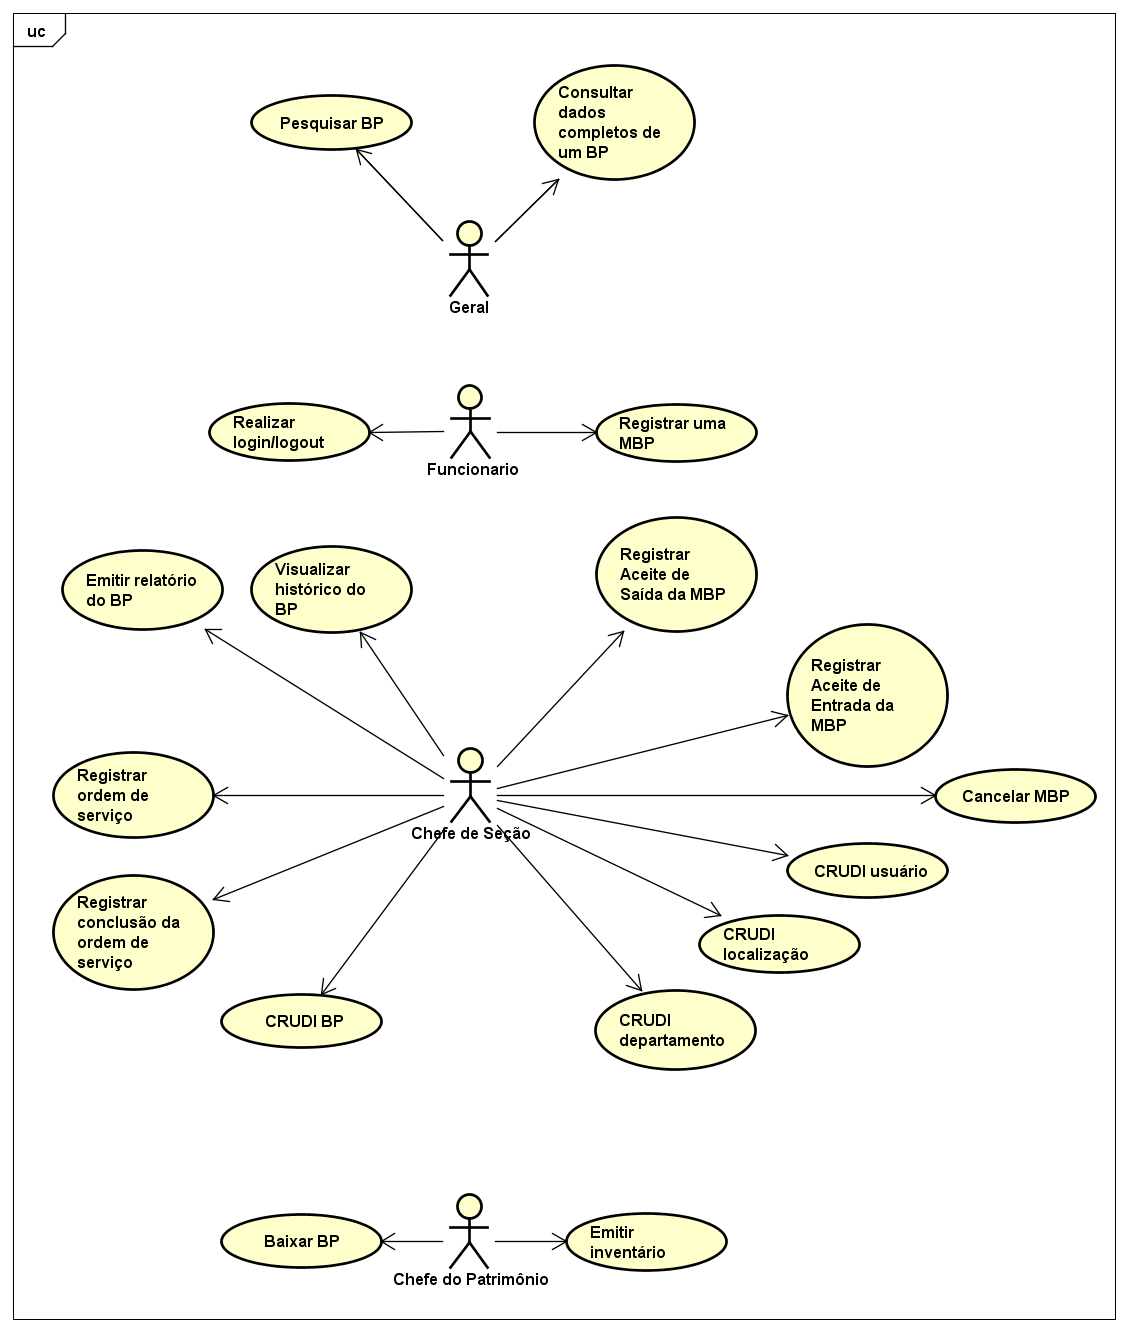 uc
Pesquisar BP
Consultar
dados
completos de
um BP
Geral
Realizar
login/logout
Funcionario
Registrar uma
MBP
Emitir relatório
do BP
Visualizar
histórico do
BP
Registrar
Aceite de
Saída da MBP
Registrar
Aceite de
Entrada da
MBP
Registrar
ordem de
serviço
Chefe de Seção
Cancelar MBP
CRUDI usuário
Registrar
conclusão da
ordem de
serviço
CRUDI
localização
CRUDI BP
CRUDI
departamento
Baixar BP
Chefe do Patrimônio
Emitir
inventário